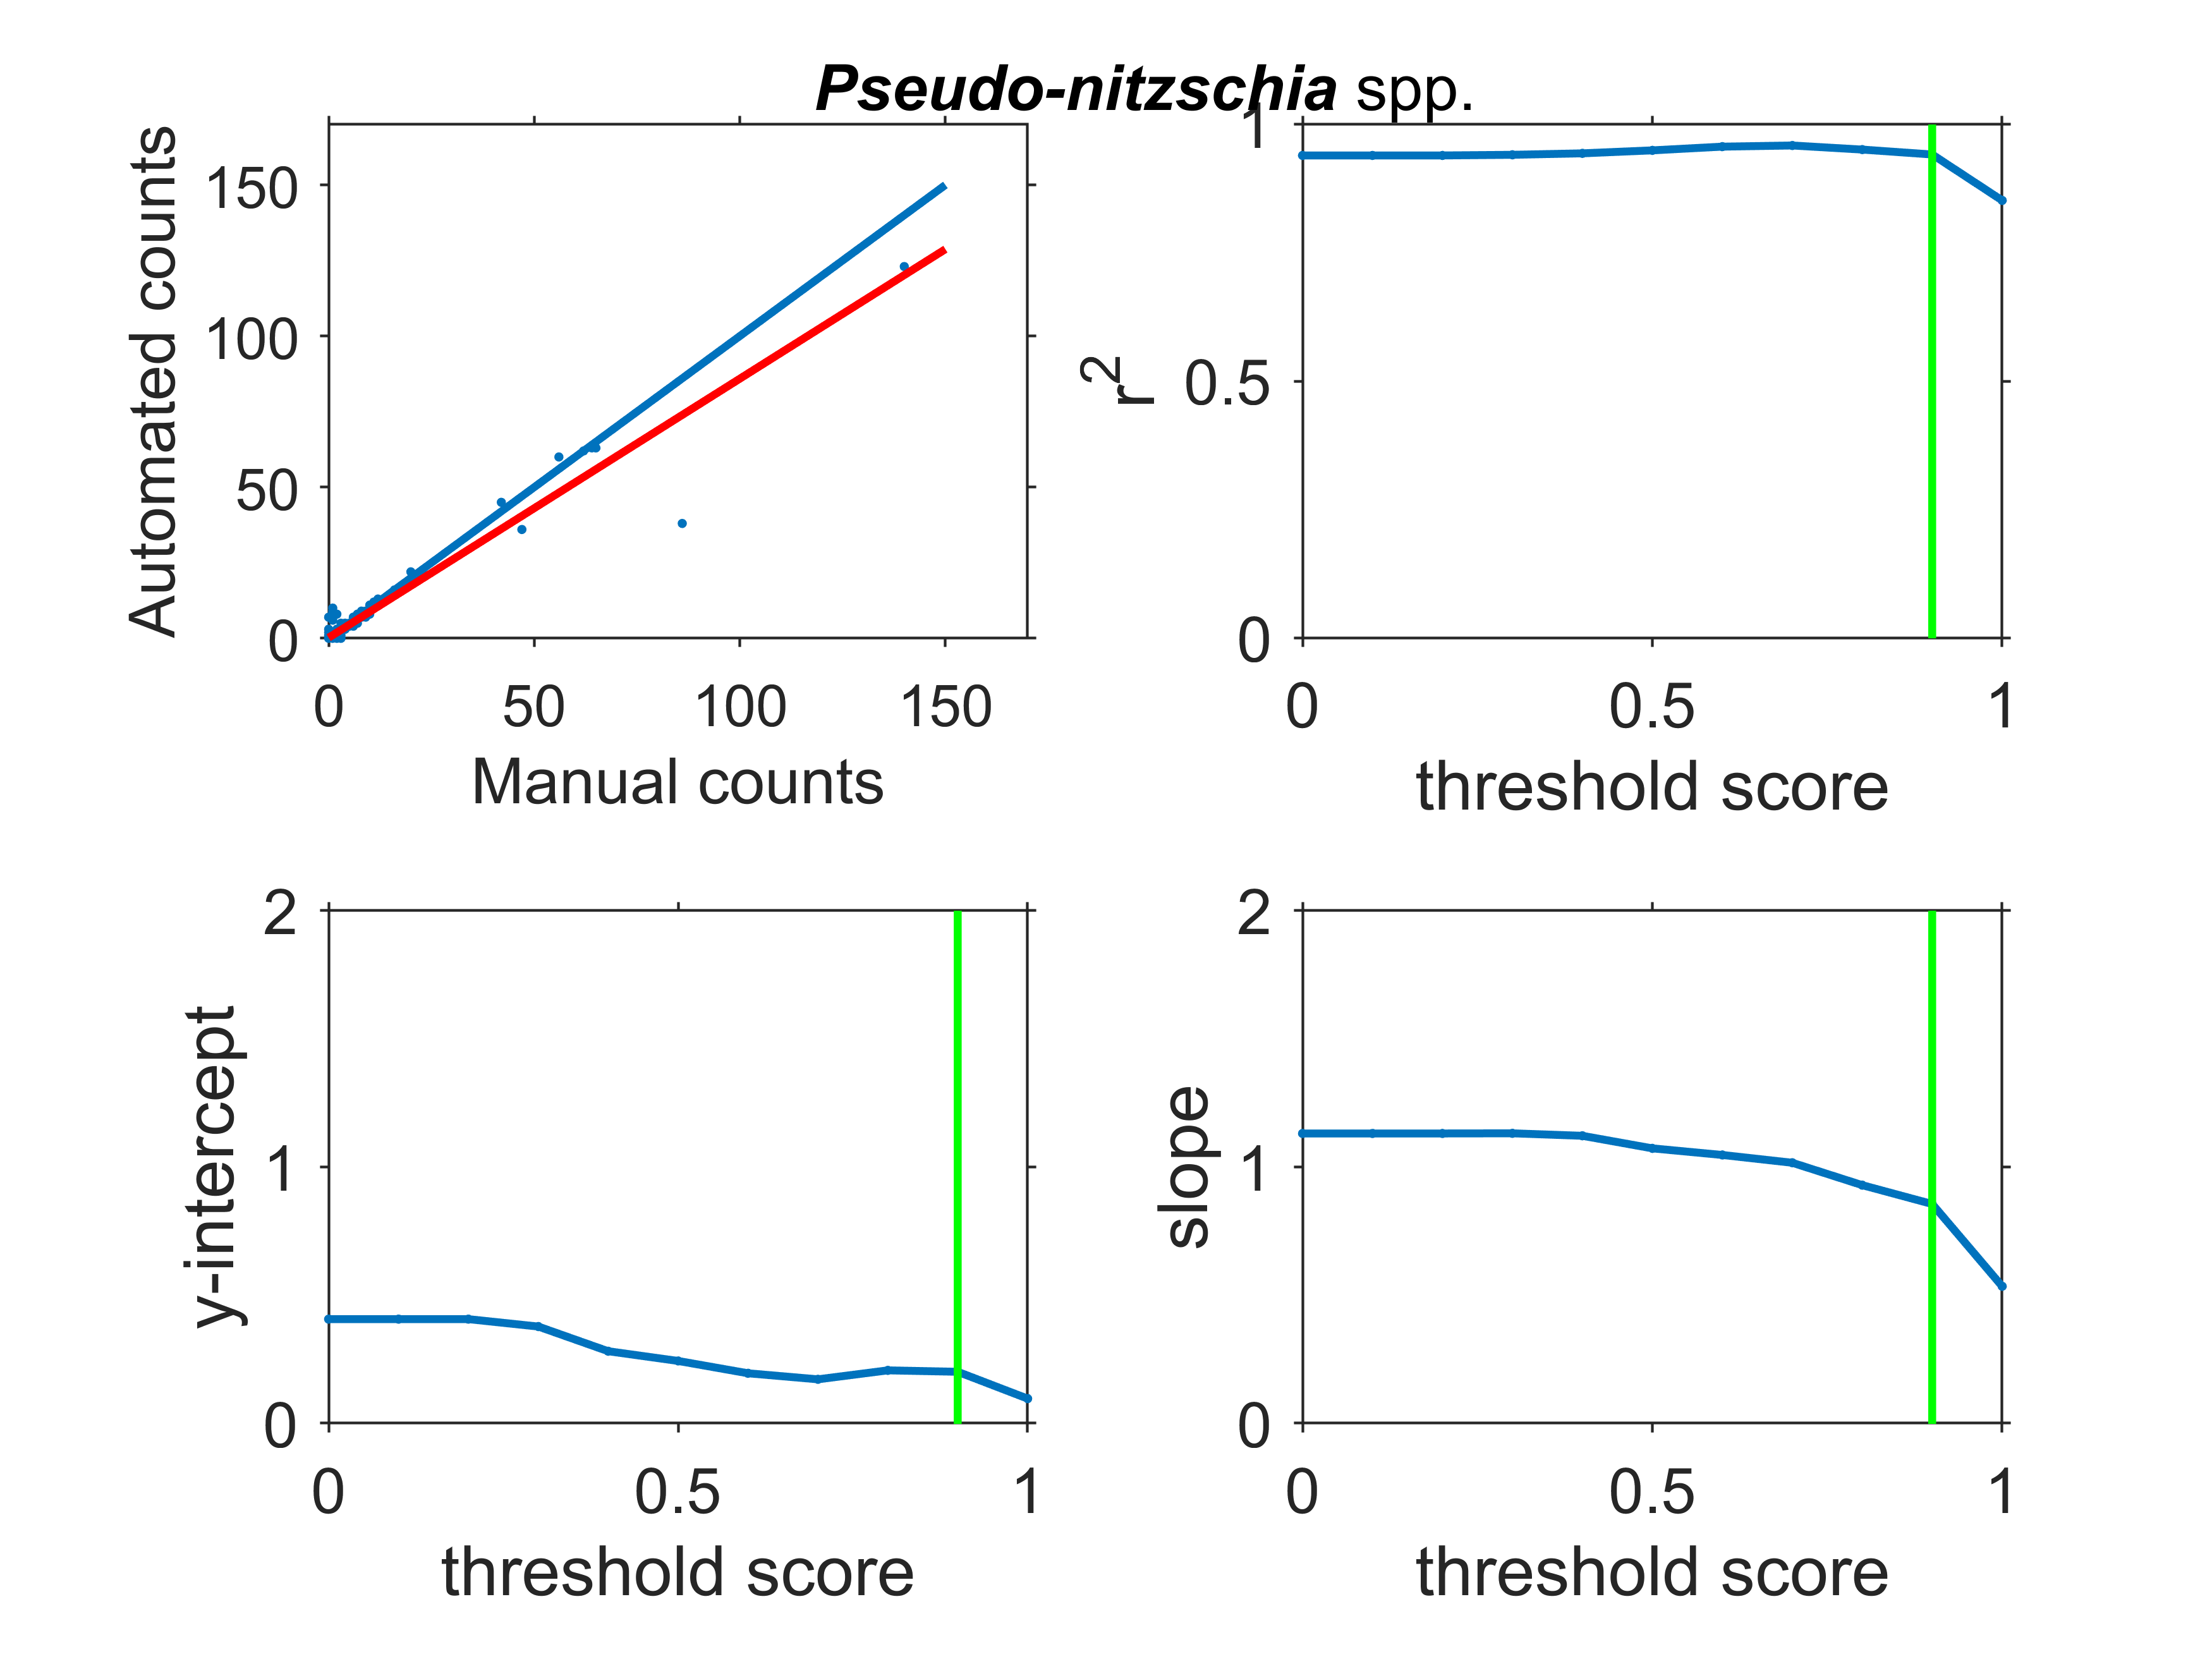 Pseudo-nitzschia spp.
Automated counts
150
100
50
0
0 50 100 150
Manual counts
r2
1
0.5
0
0 0.5 1
threshold score
y-intercept
2
1
0
0 0.5 1
threshold score
slope
2
1
0
0 0.5 1
threshold score